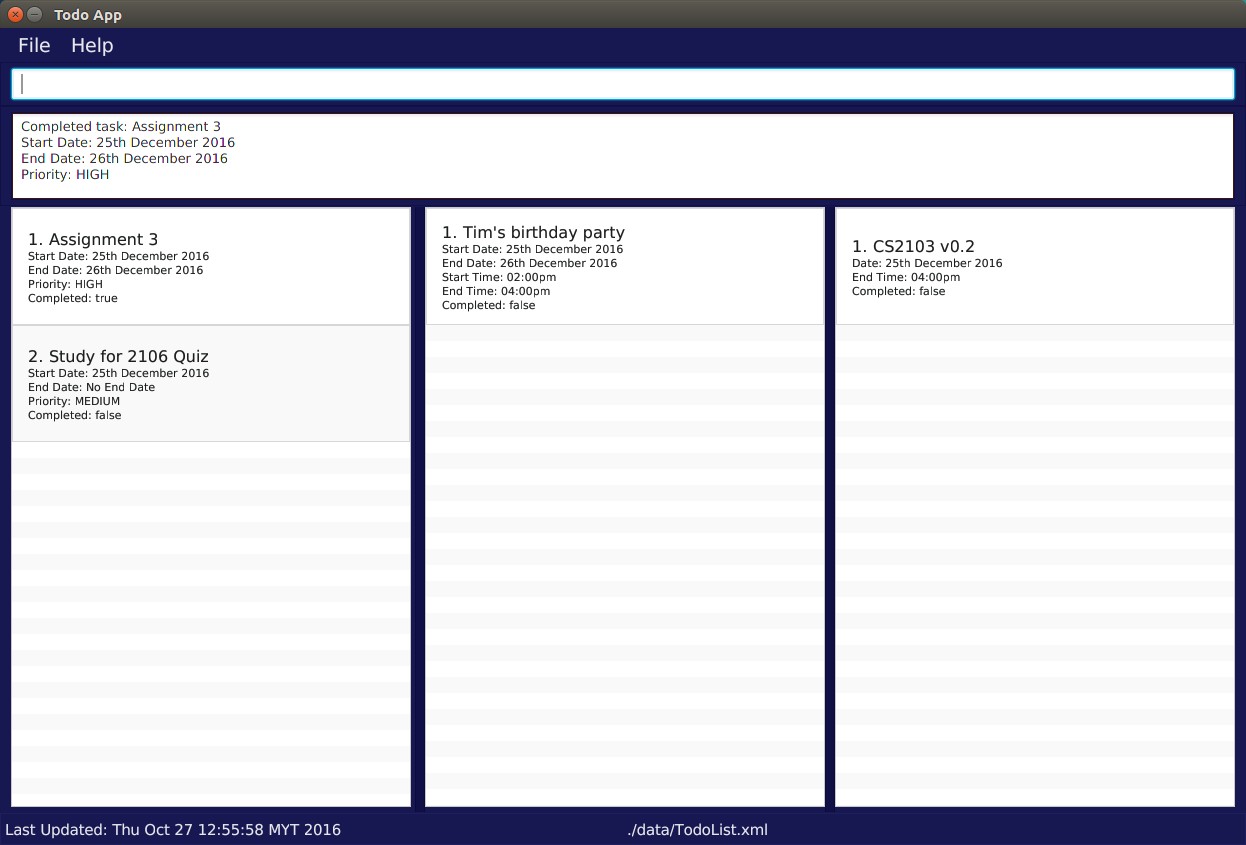 Todo App
File Help
Completed task: Assignment 3
Start Date: 25th December 2016
End Date: 26th December 2016
Priority: HIGH
1. Assignment 3
Start Date: 25th December 2016
End Date: 26th December 2016
Priority: HIGH
Completed: true
2. Study for 2106 Quiz
Start Date: 25th December 2016
End Date: No End Date
Priority: MEDIUM
Completed: false
1. Tim's birthday party
Start Date: 25th December 2016
End Date: 26th December 2016
Start Time: 02:00pm
End Time: 04:00pm
Completed: false
1. CS2103 v0.2
Date: 25th December 2016
End Time: 04:00pm
Completed: false
Last Updated: Thu Oct 27 12:55:58 MYT 2016
./data/TodoList.xml